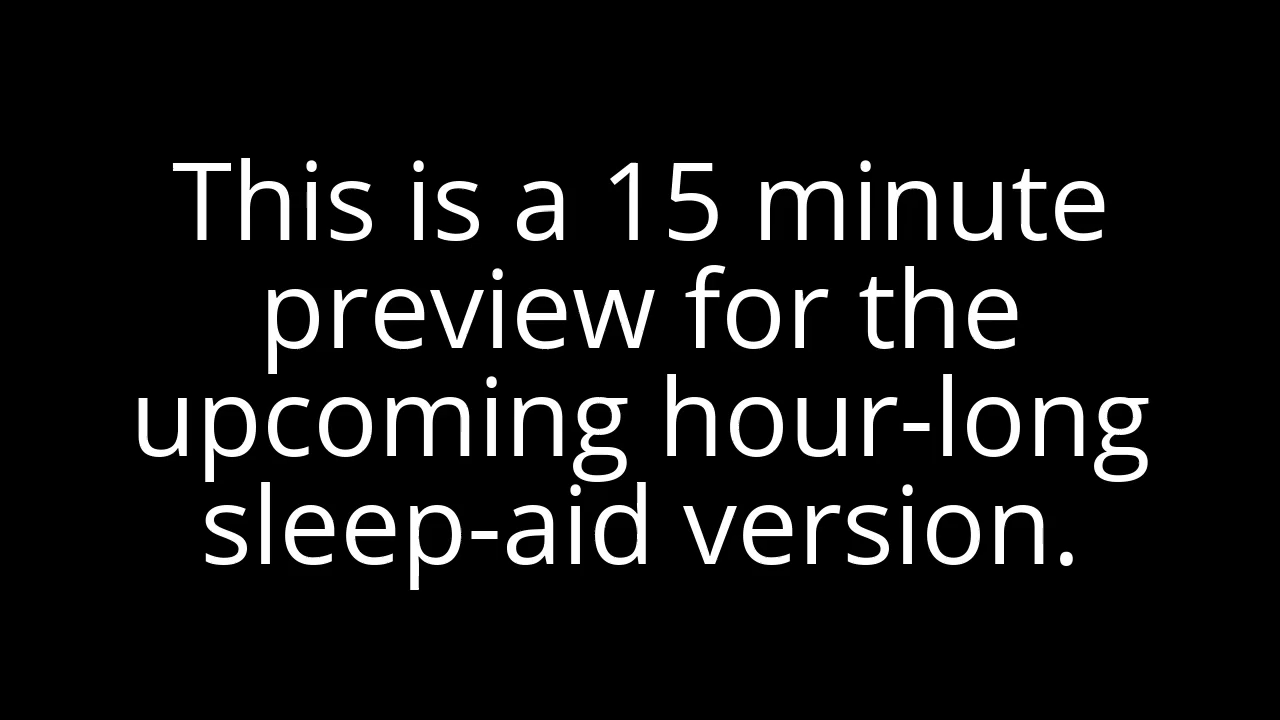 This is a 15 minute
preview for the
upcoming hour-long
sleep-aid version.